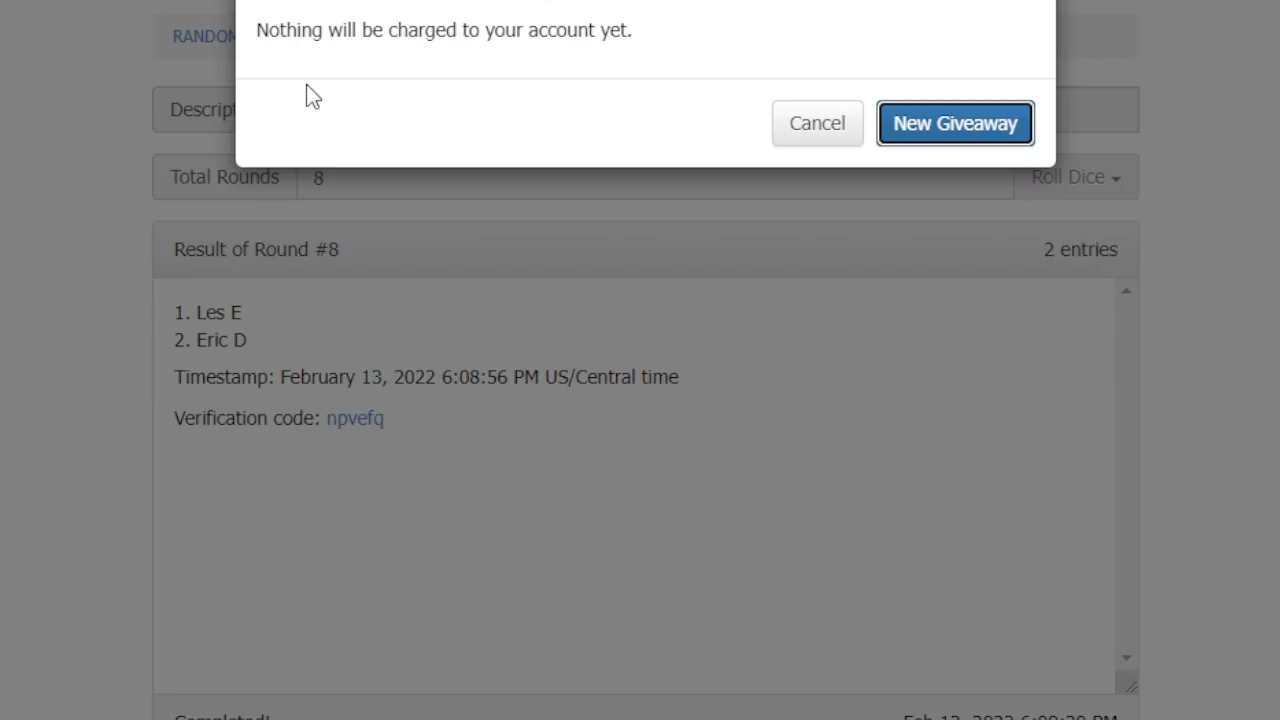 Nothing will be charged to your account yet.
RANDOM
Cancel
New Giveaway
Descript
Total Rounds
8
Roll Dice
Result of Round #8
2 entries
1. Les E
2. Eric D
Timestamp: February 13, 2022 6:08:56 PM US/Central time
Verification code: npvefq
Completed!